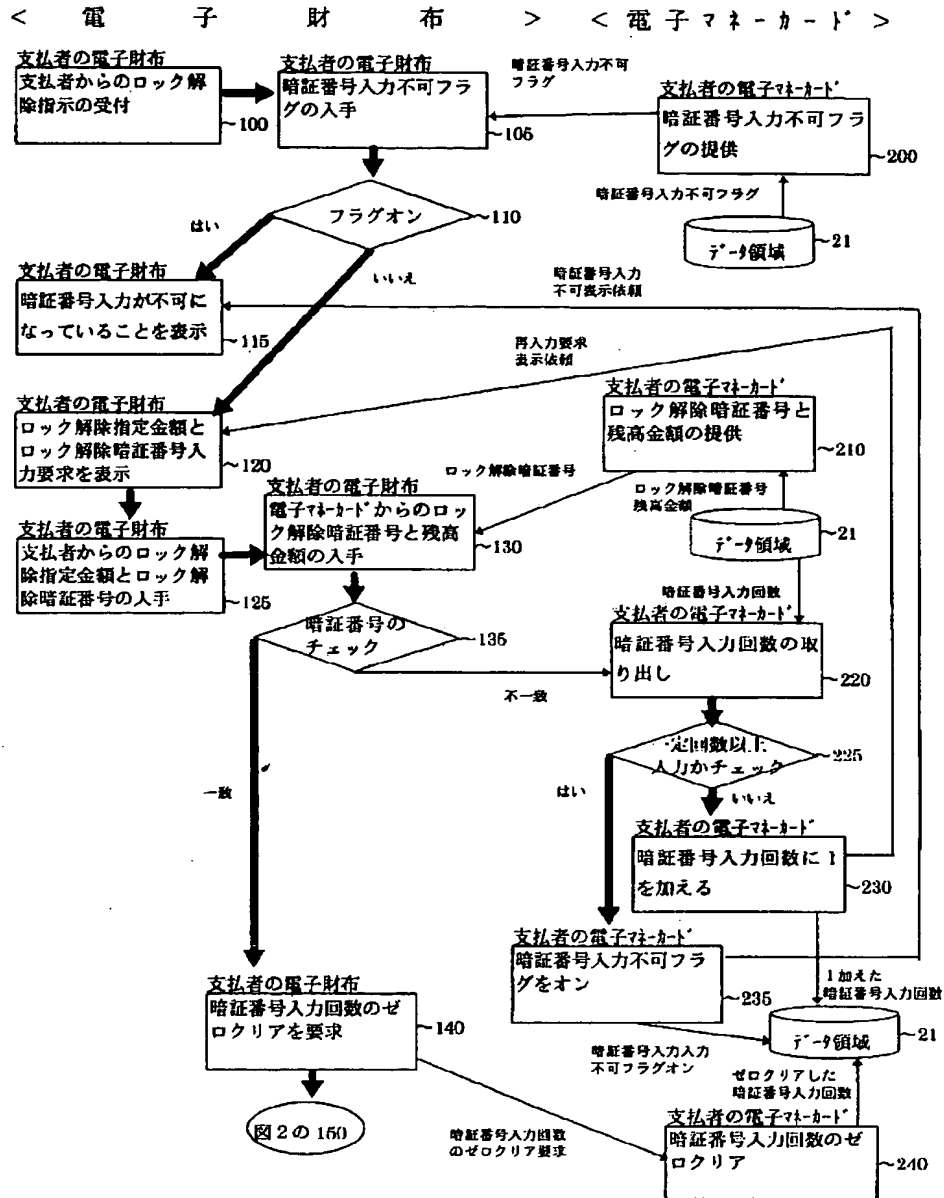 < 電 子 財 布 >
< 電子マネーカード >
支払者の電子財布
支払者からのロック解
除指示の受付
100
支払者の電子財布
暗証番号入力不可フラ
グの入手
105
暗証番号入力不可
フラグ
支払者の電子マネーカード
暗証番号入力不可フラ
グの提供
200
暗証番号入力不可フラグ
データ領域
21
フラグオン
110
はい
いいえ
支払者の電子財布
暗証番号入力が不可に
なっていることを表示
115
暗証番号入力
不可表示依頼
再入力要求
表示依頼
支払者の電子財布
ロック解除指定金額と
ロック解除暗証番号入
力要求を表示
120
支払者の電子マネーカード
ロック解除暗証番号と
残高金額の提供
210
ロック解除暗証番号
ロック解除暗証番号
残高金額
データ領域
21
支払者の電子財布
支払者からのロック解
除指定金額とロック解
除暗証番号の入手
125
支払者の電子財布
電子マネーカードからのロッ
ク解除暗証番号と残高
金額の入手
130
暗証番号の
チェック
135
不一致
一致
暗証番号入力回数
支払者の電子マネーカード
暗証番号入力回数の取
り出し
220
一定回数以上
入力かチェック
225
はい
いいえ
支払者の電子マネーカード
暗証番号入力回数に1
を加える
230
支払者の電子マネーカード
暗証番号入力不可フラ
グをオン
235
1加えた
暗証番号入力回数
データ領域
21
暗証番号入力入力
不可フラグオン
支払者の電子財布
暗証番号入力回数のゼ
ロクリアを要求
140
図2の150
暗証番号入力回数
のゼロクリア要求
ゼロクリアした
暗証番号入力回数
支払者の電子マネーカード
暗証番号入力回数のゼ
ロクリア
240